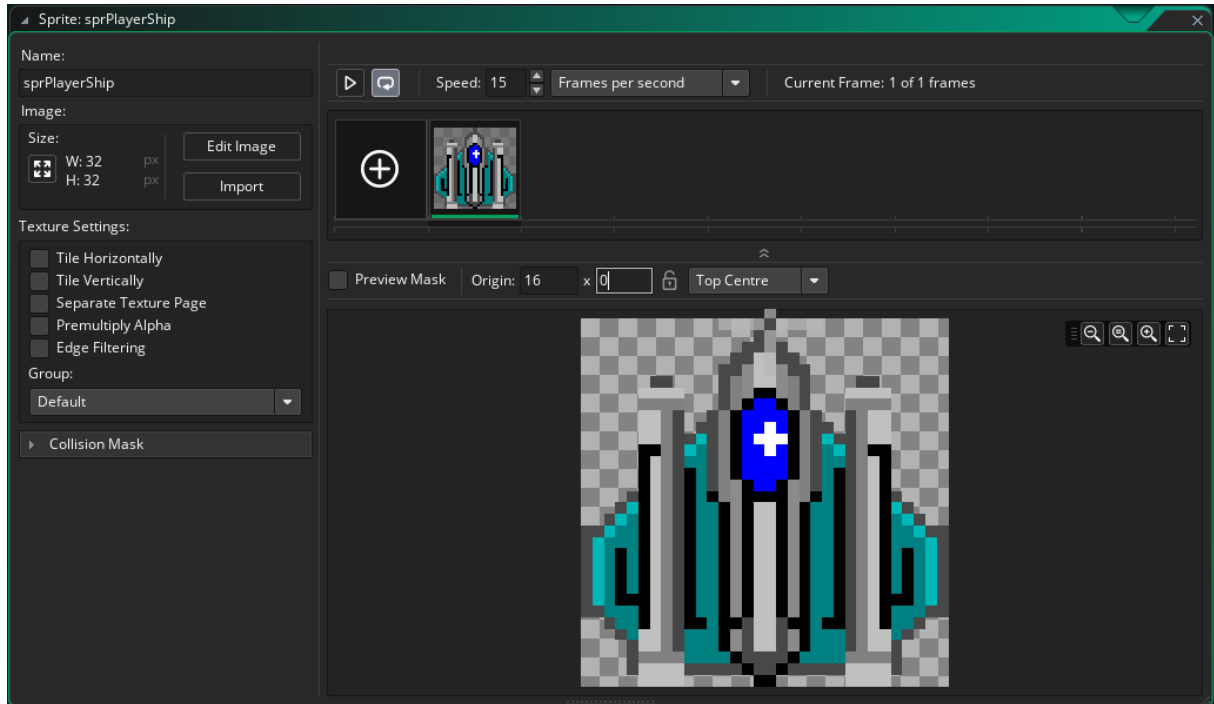 Sprite: sprPlayerShip
Name:
sprPlayerShip
Image:
Size:
W: 32 px
H: 32 px
Edit Image
Import
Texture Settings:
Tile Horizontally
Tile Vertically
Separate Texture Page
Premultiply Alpha
Edge Filtering
Group:
Default
Collision Mask
Speed: 15 Frames per second Current Frame: 1 of 1 frames
Preview Mask Origin: 16 x 0 Top Centre